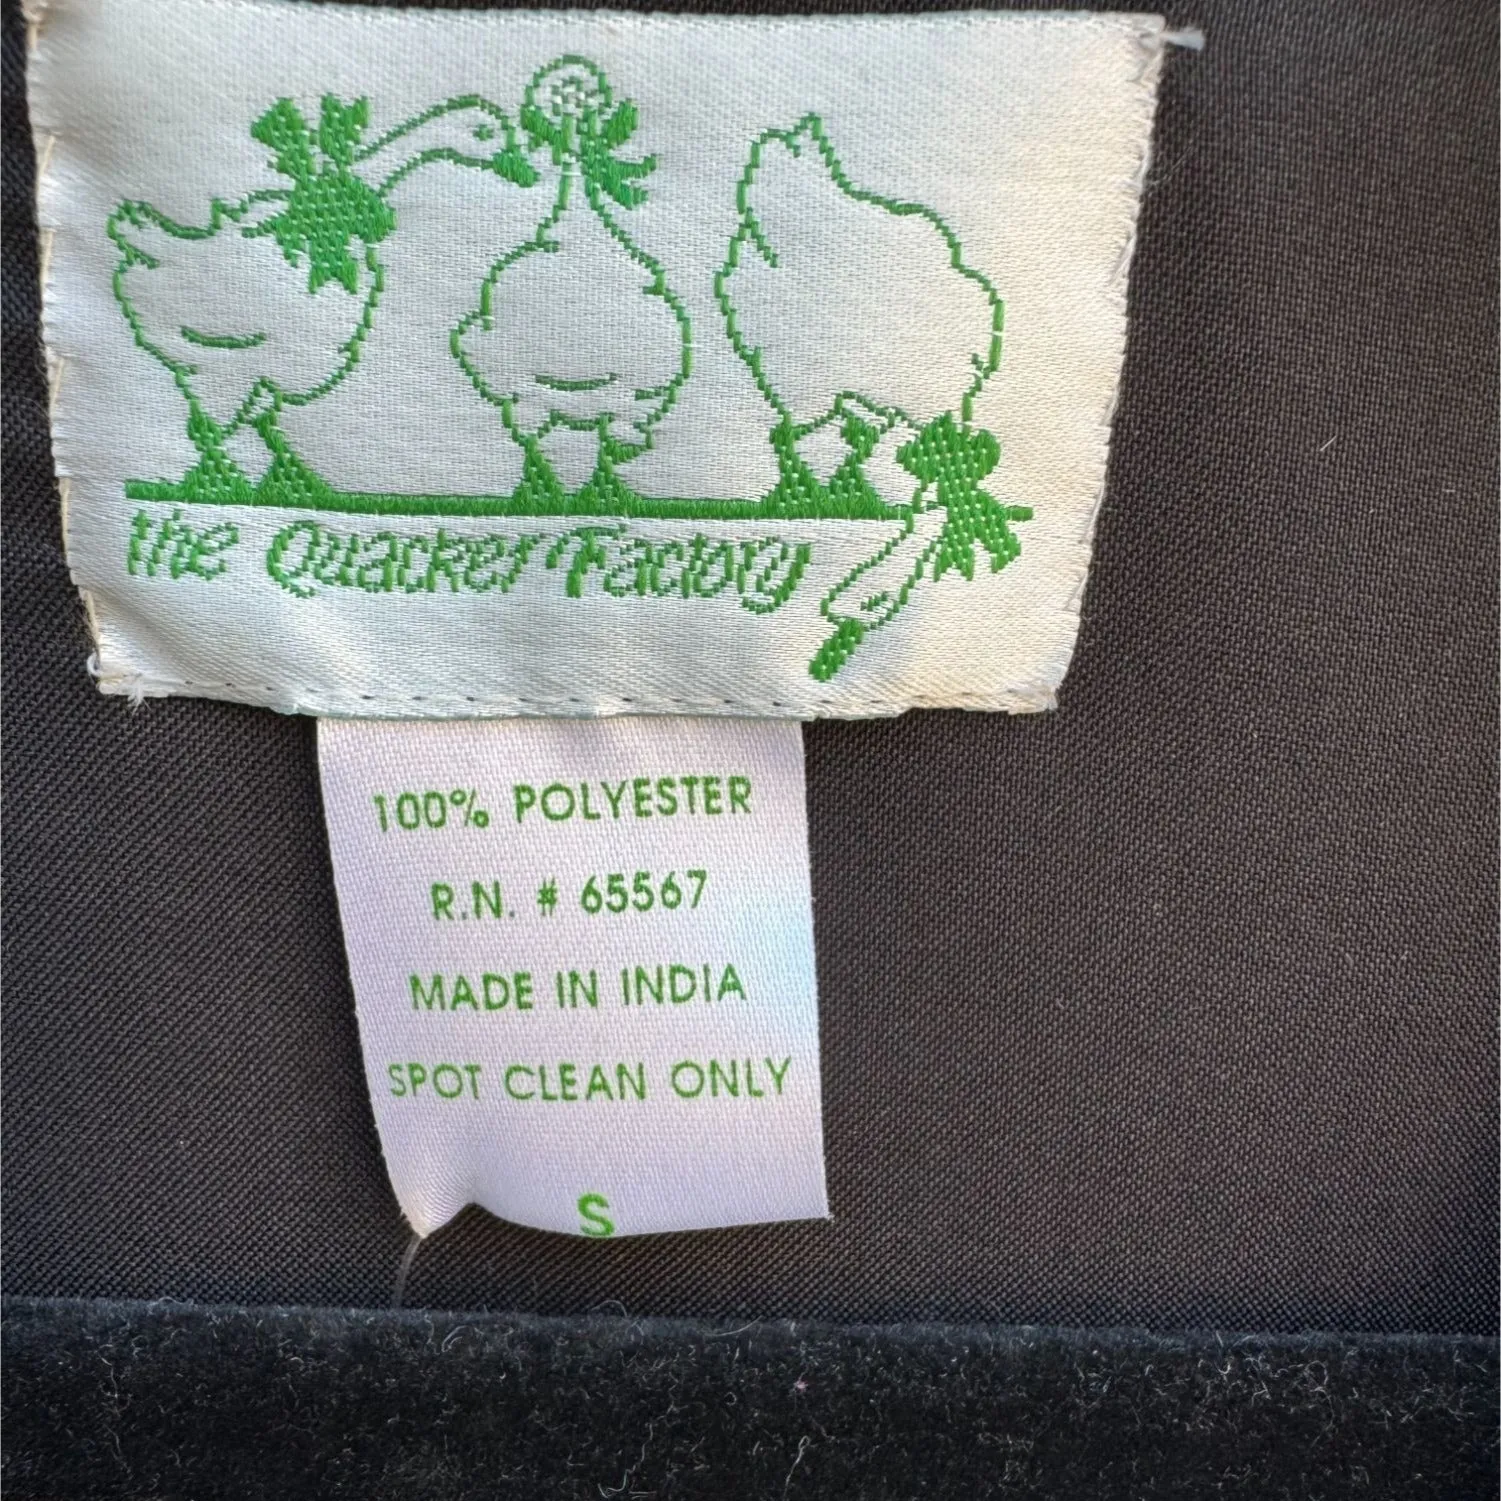 the Quacker Factory
100% POLYESTER
R.N. # 65567
MADE IN INDIA
SPOT CLEAN ONLY
S